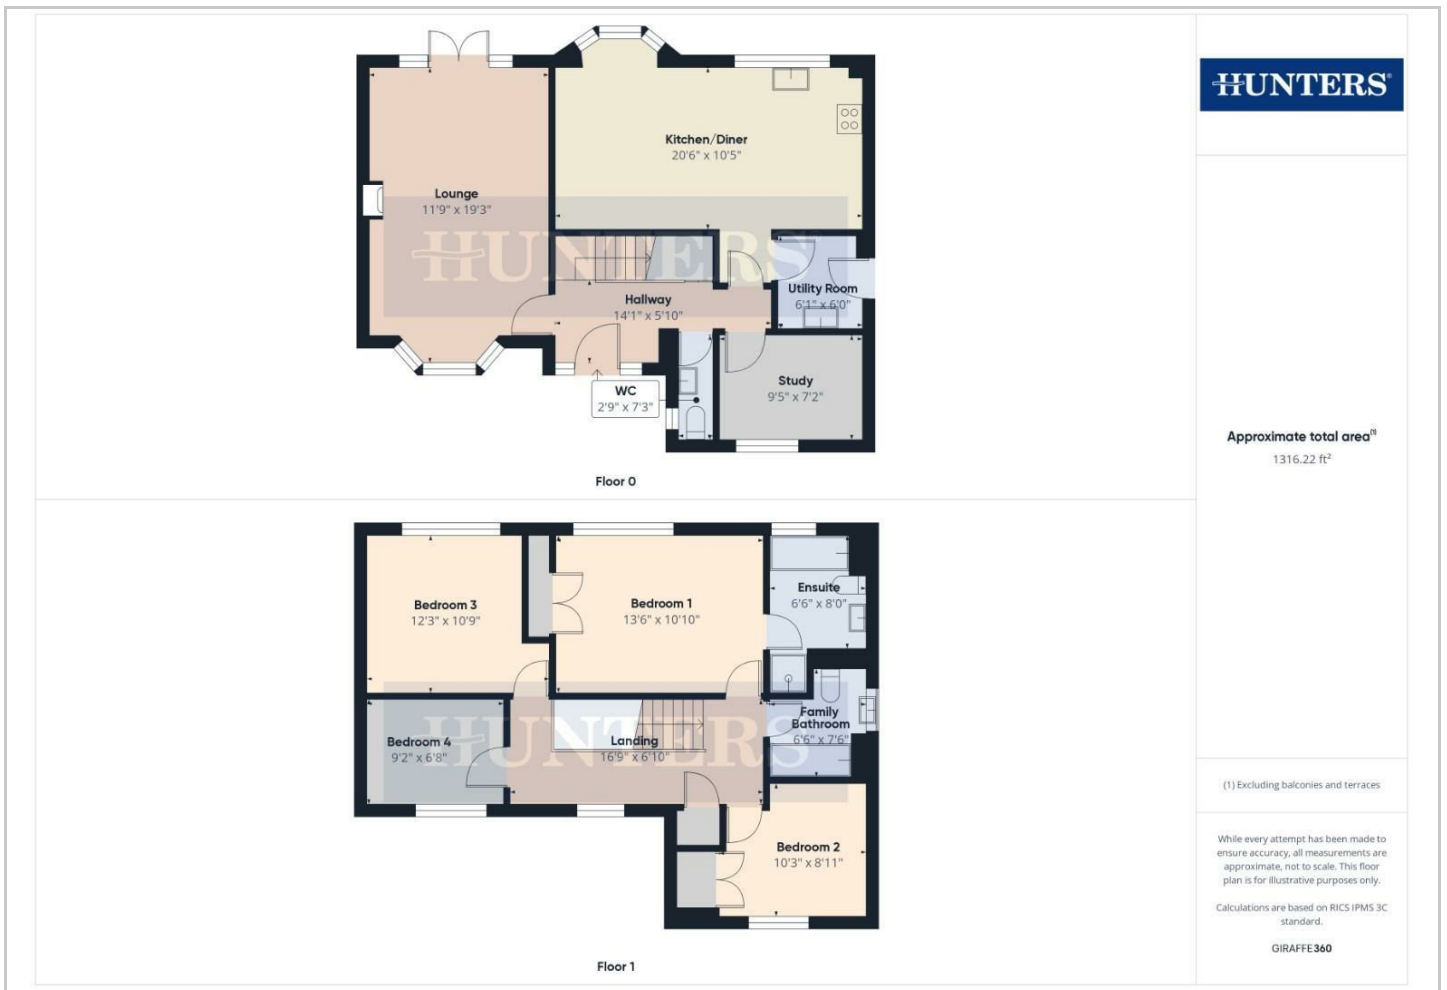 HUNTERS®
Kitchen/Diner
20'6" x 10'5"
Lounge
11'9" x 19'3"
HUNTERS
Utility Room
6'1" x 6'0"
Hallway
14'1" x 5'10"
Study
9'5" x 7'2"
WC
2'9" x 7'3"
Floor 0
Approximate total area(1)
1316.22 ft²
Ensuite
6'6" x 8'0"
Bedroom 3
12'3" x 10'9"
Bedroom 1
13'6" x 10'10"
Family
Bathroom
6'6" x 7'6"
HUNTERS
Bedroom 4
9'2" x 6'8"
Landing
16'9" x 6'10"
Bedroom 2
10'3" x 8'11"
Floor 1
(1) Excluding balconies and terraces
While every attempt has been made to
ensure accuracy, all measurements are
approximate, not to scale. This floor
plan is for illustrative purposes only.
Calculations are based on RICS IPMS 3C
standard.
GIRAFFE360